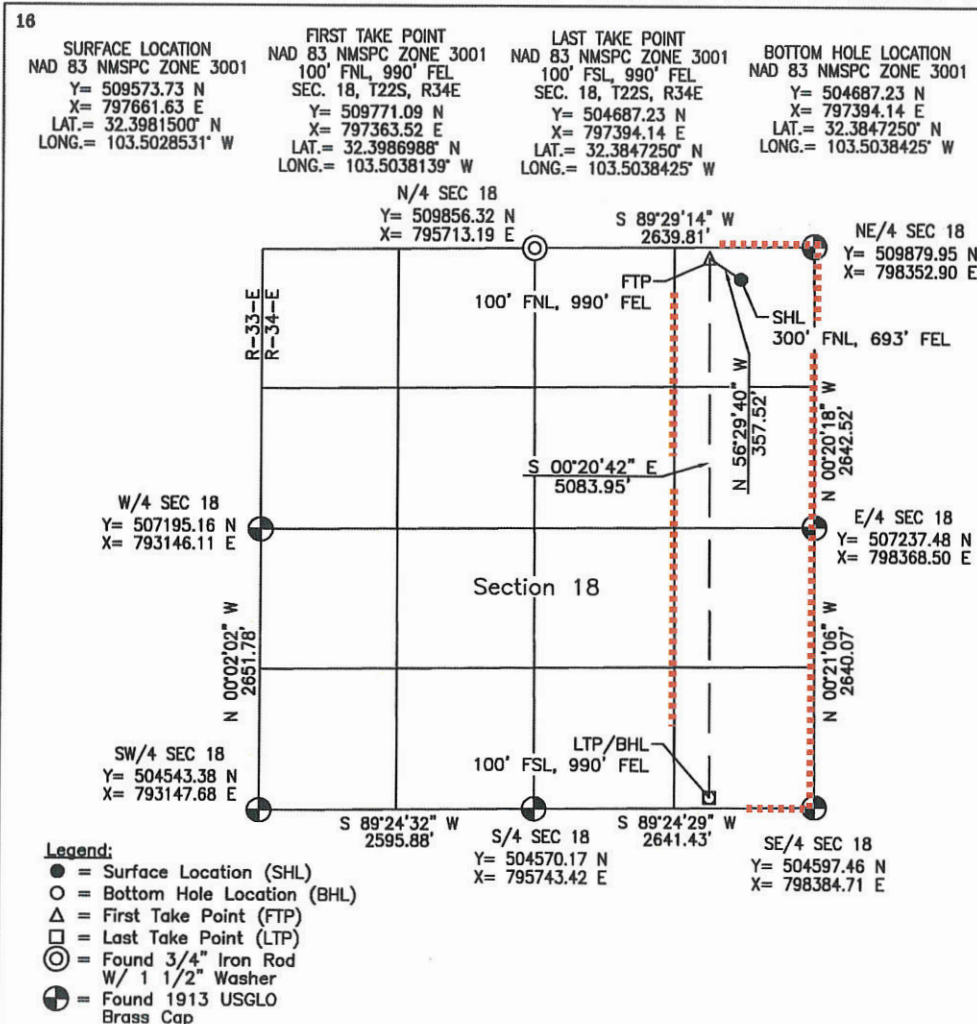 16
SURFACE LOCATION
NAD 83 NMSPC ZONE 3001
Y= 509573.73 N
X= 797661.63 E
LAT.= 32.3981500° N
LONG.= 103.5028531° W
FIRST TAKE POINT
NAD 83 NMSPC ZONE 3001
100' FNL, 990' FEL
SEC. 18, T22S, R34E
Y= 509771.09 N
X= 797363.52 E
LAT.= 32.3986988° N
LONG.= 103.5038139° W
LAST TAKE POINT
NAD 83 NMSPC ZONE 3001
100' FSL, 990' FEL
SEC. 18, T22S, R34E
Y= 504687.23 N
X= 797394.14 E
LAT.= 32.3847250° N
LONG.= 103.5038425° W
BOTTOM HOLE LOCATION
NAD 83 NMSPC ZONE 3001
Y= 504687.23 N
X= 797394.14 E
LAT.= 32.3847250° N
LONG.= 103.5038425° W
N/4 SEC 18
Y= 509856.32 N
X= 795713.19 E
S 89°29'14" W
2639.81'
NE/4 SEC 18
Y= 509879.95 N
X= 798352.90 E
FTP
100' FNL, 990' FEL
SHL
300' FNL, 693' FEL
R-33-E
R-34-E
N 56°29'40" W
357.52'
N 00°20'18" W
2642.52'
S 00°20'42" E
5083.95'
W/4 SEC 18
Y= 507195.16 N
X= 793146.11 E
E/4 SEC 18
Y= 507237.48 N
X= 798368.50 E
Section 18
N 00°02'02" W
2651.78'
N 00°21'06" W
2640.07'
LTP/BHL
100' FSL, 990' FEL
SW/4 SEC 18
Y= 504543.38 N
X= 793147.68 E
S 89°24'32" W
2595.88'
S/4 SEC 18
Y= 504570.17 N
X= 795743.42 E
S 89°24'29" W
2641.43'
SE/4 SEC 18
Y= 504597.46 N
X= 798384.71 E
Legend:
= Surface Location (SHL)
= Bottom Hole Location (BHL)
= First Take Point (FTP)
= Last Take Point (LTP)
= Found 3/4" Iron Rod
W/ 1 1/2" Washer
= Found 1913 USGLO
Brass Cap